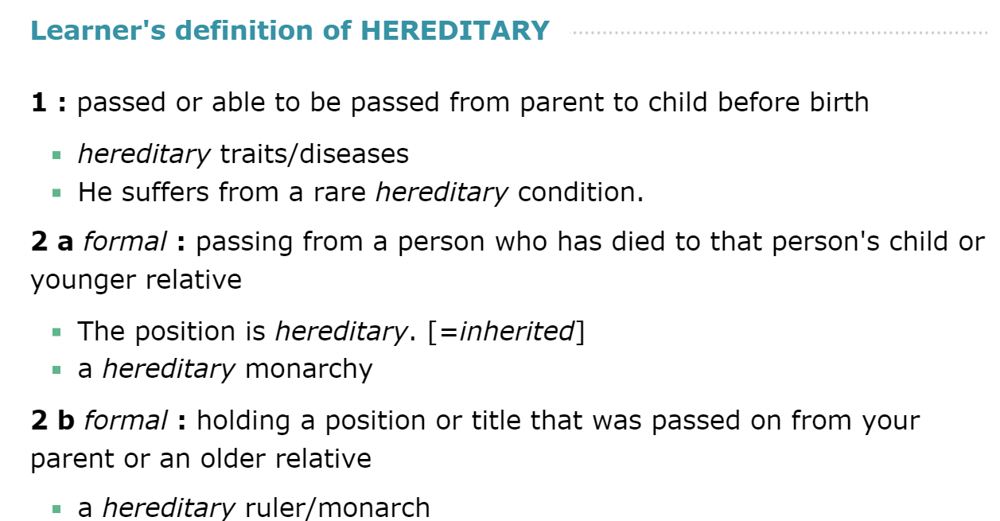 Learner's definition of HEREDITARY
1 : passed or able to be passed from parent to child before birth
hereditary traits/diseases
He suffers from a rare hereditary condition.
2 a formal : passing from a person who has died to that person's child or
younger relative
The position is hereditary. [=inherited]
a hereditary monarchy
2 b formal : holding a position or title that was passed on from your
parent or an older relative
a hereditary ruler/monarch